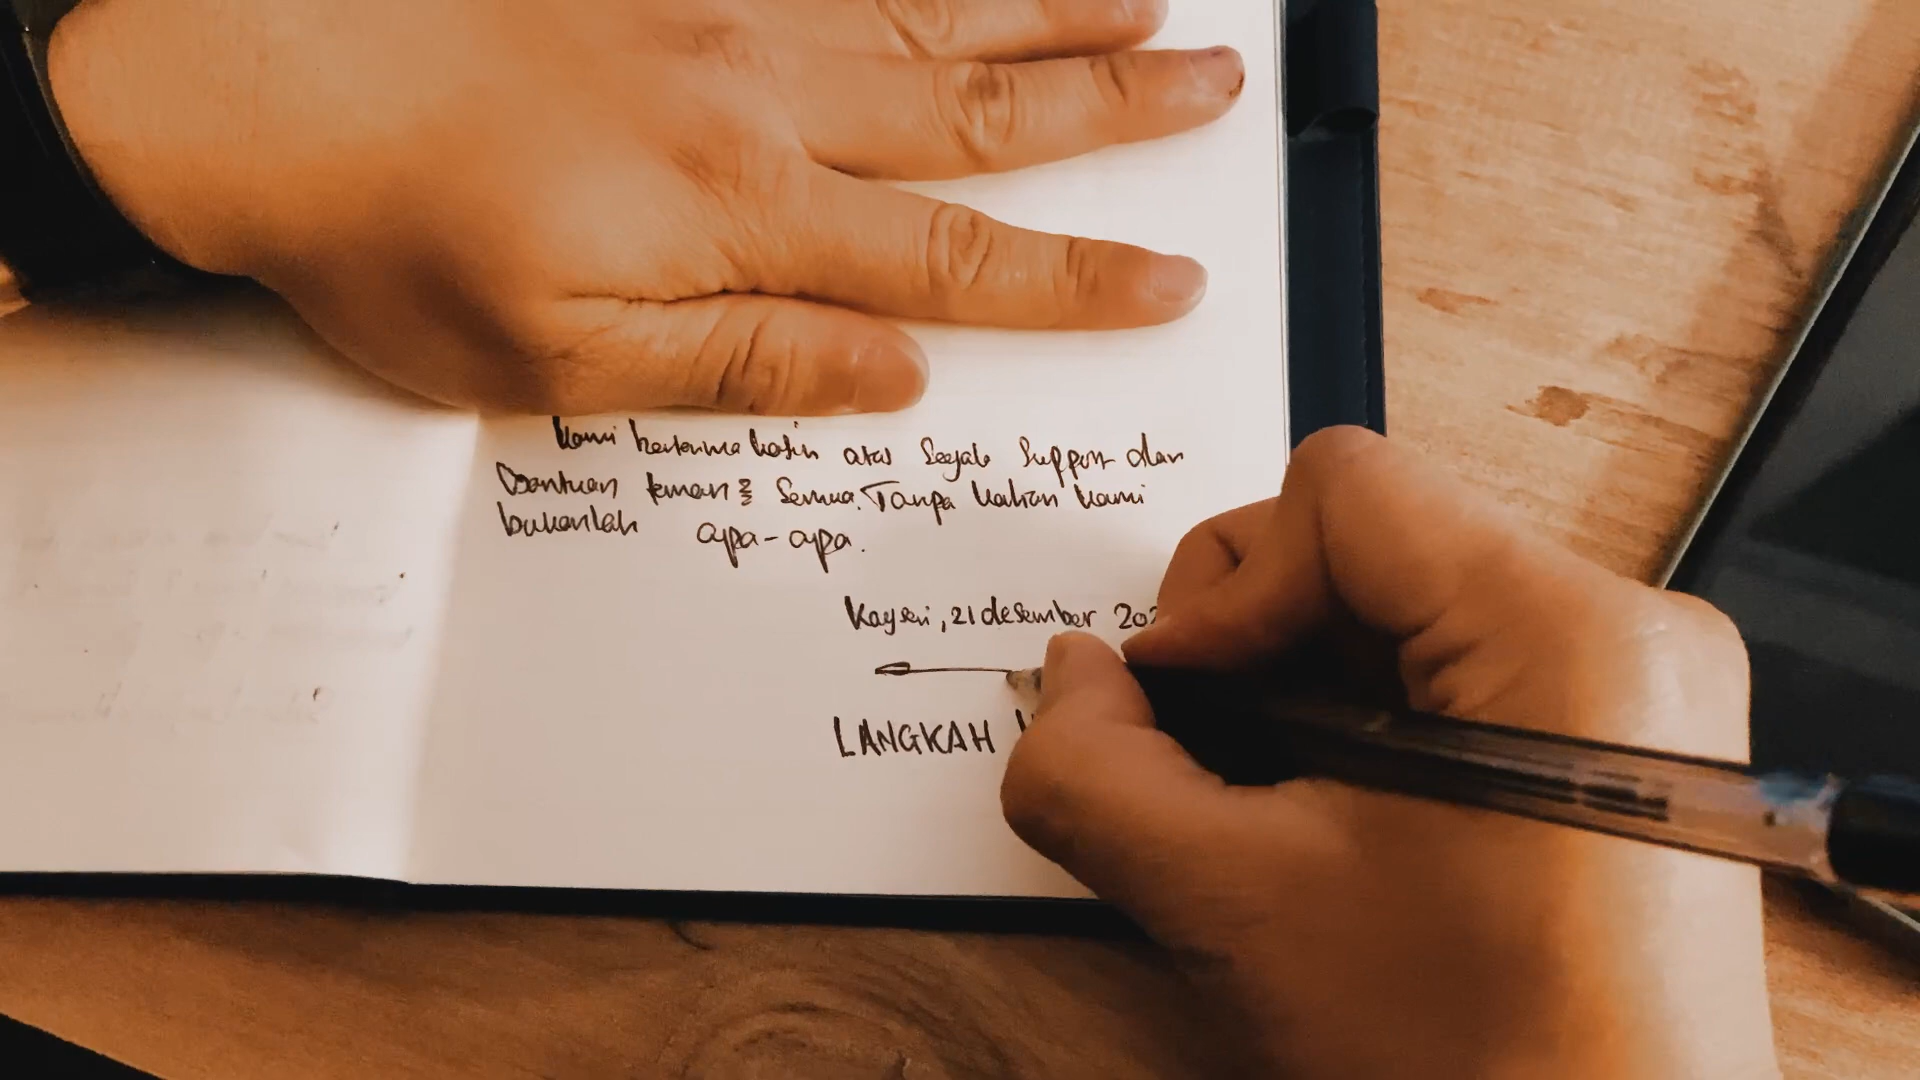 Kami berterima kasih atas Segala Support dan
Bantuan teman2 Semua. Tanpa kalian kami
bukanlah apa-apa.
Kayseri, 21 desember 202
LANGKAH